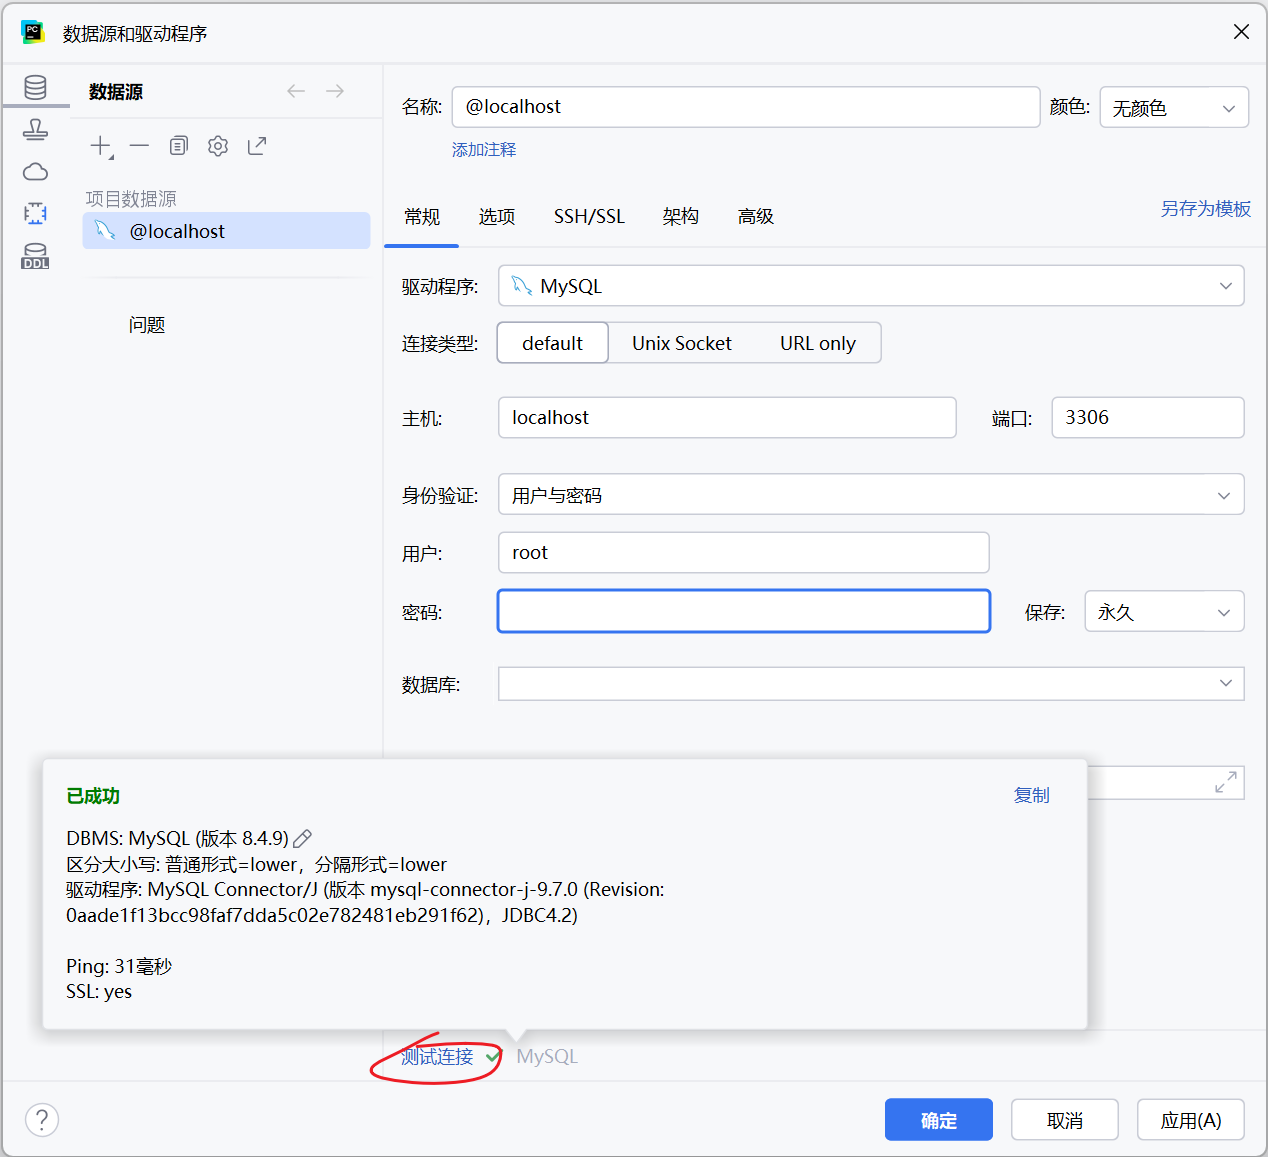 PC
数据源和驱动程序
数据源
项目数据源
@localhost
问题
DDL
名称: @localhost 颜色: 无颜色
添加注释
常规 选项 SSH/SSL 架构 高级 另存为模板
驱动程序: MySQL
连接类型: default Unix Socket URL only
主机: localhost 端口: 3306
身份验证: 用户与密码
用户: root
密码: 保存: 永久
数据库:
已成功 复制
DBMS: MySQL (版本 8.4.9)
区分大小写: 普通形式=lower，分隔形式=lower
驱动程序: MySQL Connector/J (版本 mysql-connector-j-9.7.0 (Revision:
0aade1f13bcc98faf7dda5c02e782481eb291f62)，JDBC4.2)
Ping: 31毫秒
SSL: yes
测试连接 MySQL
? 确定 取消 应用(A)